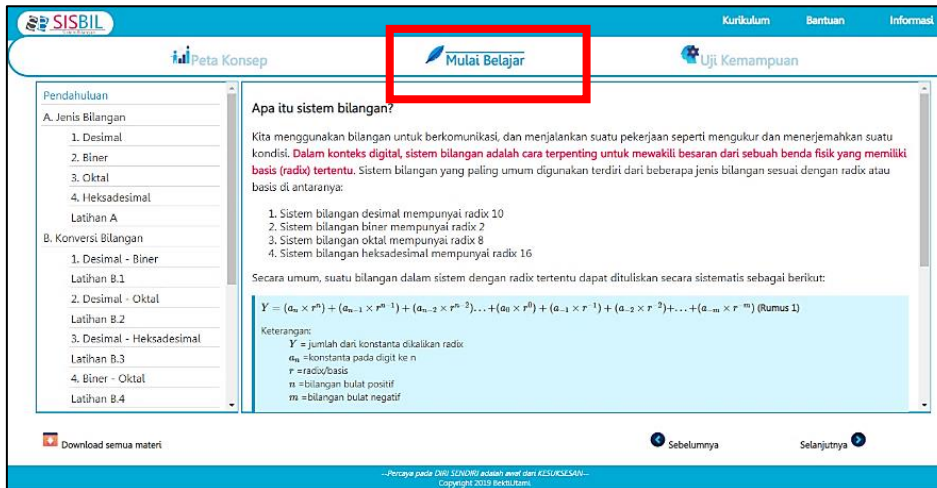 SISBIL
Kurikulum Bantuan Informasi
Peta Konsep Mulai Belajar Uji Kemampuan
Pendahuluan
A. Jenis Bilangan
1. Desimal
2. Biner
3. Oktal
4. Heksadesimal
Latihan A
B. Konversi Bilangan
1. Desimal - Biner
Latihan B.1
2. Desimal - Oktal
Latihan B.2
3. Desimal - Heksadesimal
Latihan B.3
4. Biner - Oktal
Latihan B.4
Apa itu sistem bilangan?
Kita menggunakan bilangan untuk berkomunikasi, dan menjalankan suatu pekerjaan seperti mengukur dan menerjemahkan suatu
kondisi. Dalam konteks digital, sistem bilangan adalah cara terpenting untuk mewakili besaran dari sebuah benda fisik yang memiliki
basis (radix) tertentu. Sistem bilangan yang paling umum digunakan terdiri dari beberapa jenis bilangan sesuai dengan radix atau
basis di antaranya:
1. Sistem bilangan desimal mempunyai radix 10
2. Sistem bilangan biner mempunyai radix 2
3. Sistem bilangan oktal mempunyai radix 8
4. Sistem bilangan heksadesimal mempunyai radix 16
Secara umum, suatu bilangan dalam sistem dengan radix tertentu dapat dituliskan secara sistematis sebagai berikut:
Y = (aₙ × rⁿ) + (aₙ₋₁ × rⁿ⁻¹) + (aₙ₋₂ × rⁿ⁻²)...+(a₀ × r⁰) + (a₋₁ × r⁻¹) + (a₋₂ × r⁻²)+...+(a₋ₘ × r⁻ᵐ) (Rumus 1)
Keterangan:
Y = jumlah dari konstanta dikalikan radix
aₙ =konstanta pada digit ke n
r =radix/basis
n =bilangan bulat positif
m =bilangan bulat negatif
Download semua materi
Sebelumnya Selanjutnya
--Percaya pada DIRI SENDIRI adalah awal dari KESUKSESAN--
Copyright 2019 BektiUtami